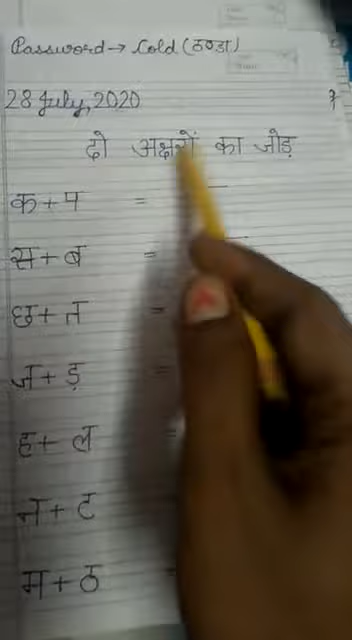 Password → Cold (ठण्डा)
28 July, 2020
दो अक्षरों का जोड़
क + प =
स + ब =
छ + त =
ज + ड़ =
ह + ल =
न + ट
म + ठ =